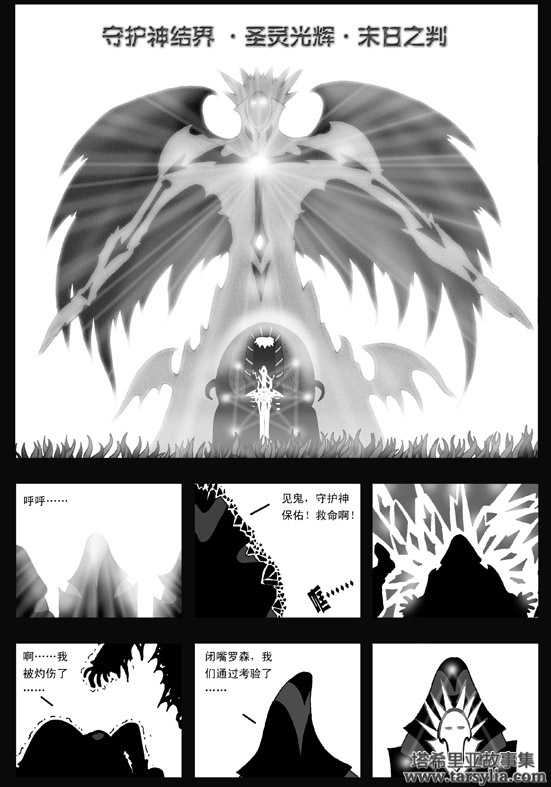 守护神结界 · 圣灵光辉 · 末日之判
呼呼……
见鬼，守护神
保佑！救命啊！
啊……我
被灼伤了
……
闭嘴罗森，我
们通过考验了
……
塔希里亚故事集
www.tarsylia.com